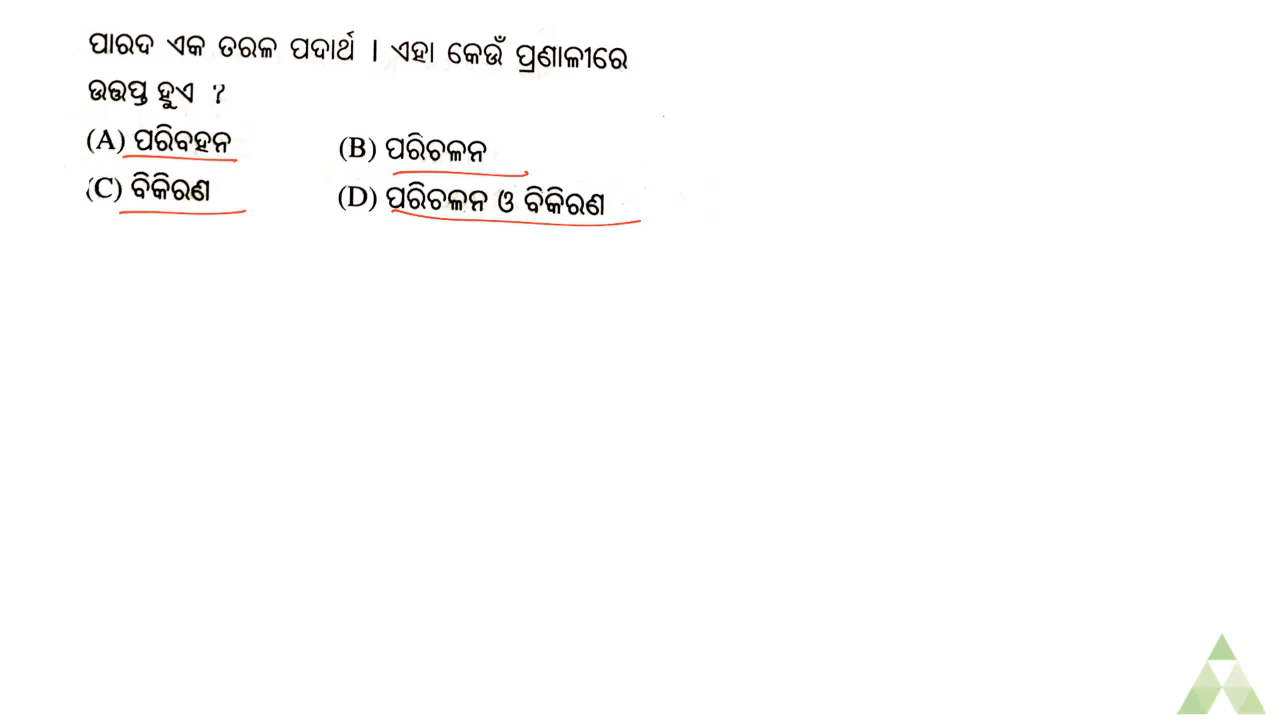 ପାରଦ ଏକ ତରଳ ପଦାର୍ଥ । ଏହା କେଉଁ ପ୍ରଣାଳୀରେ
ଉତ୍ତପ୍ତ ହୁଏ ?
(A) ପରିବହନ (B) ପରିଚଳନ
(C) ବିକିରଣ (D) ପରିଚଳନ ଓ ବିକିରଣ